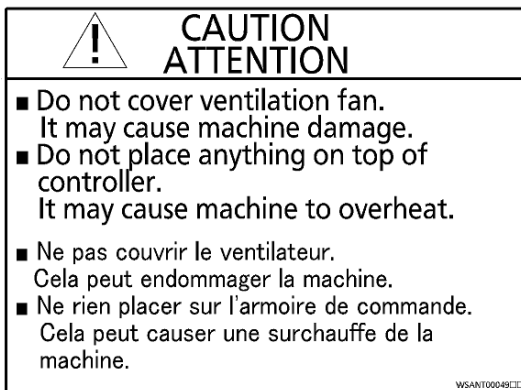 CAUTION
ATTENTION
■ Do not cover ventilation fan.
It may cause machine damage.
■ Do not place anything on top of
controller.
It may cause machine to overheat.
■ Ne pas couvrir le ventilateur.
Cela peut endommager la machine.
■ Ne rien placer sur l'armoire de commande.
Cela peut causer une surchauffe de la
machine.
WSANT00049□□